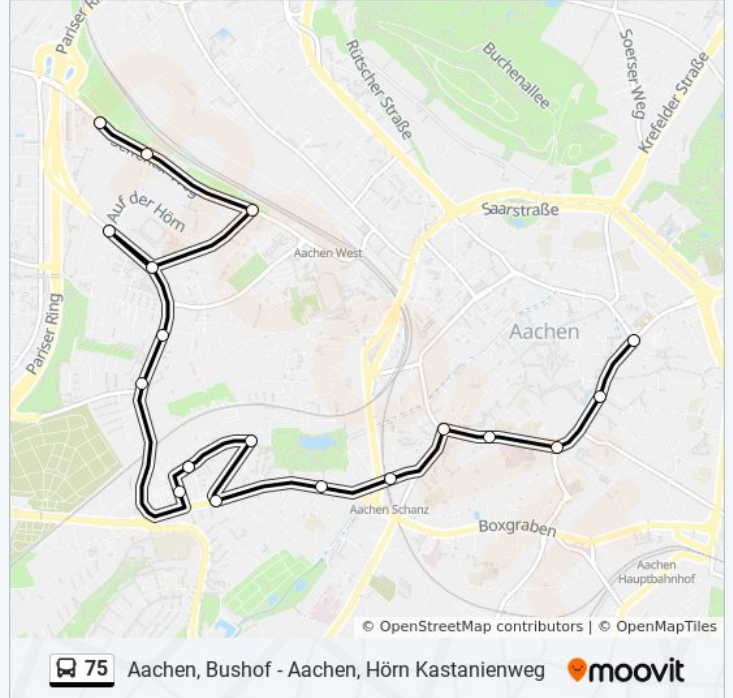 Pariser Ri
Rütscher Straße
Buchenallee
Soerser Weg
Krefelder Straße
Auf der Hörn
Saarstraße
Aachen West
Pariser Ring
Aachen
Aachen Schanz
Boxgraben
Aachen
Hauptbahnhof
© OpenStreetMap contributors | © OpenMapTiles
75 Aachen, Bushof - Aachen, Hörn Kastanienweg moovit